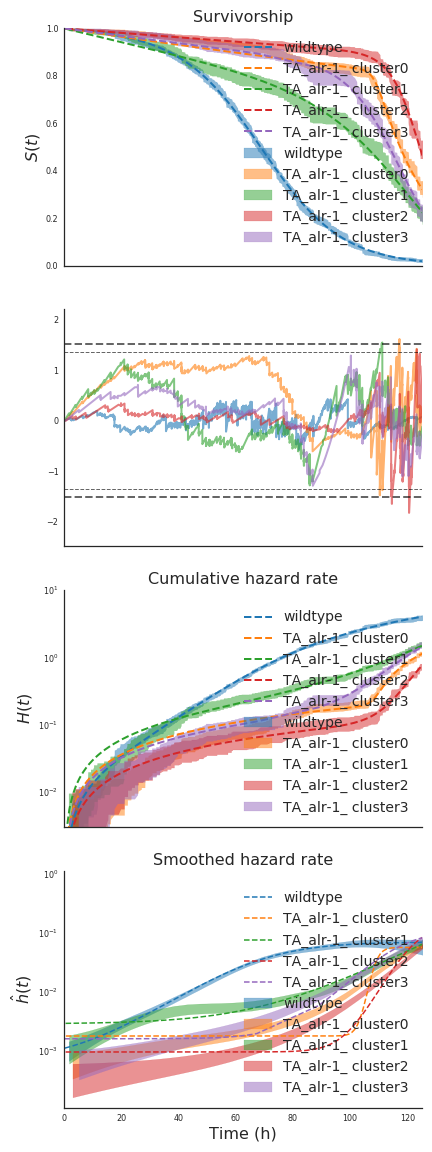 Survivorship
1.0
0.8
0.6
0.4
0.2
0.0
S(t)
wildtype
TA_alr-1_ cluster0
TA_alr-1_ cluster1
TA_alr-1_ cluster2
TA_alr-1_ cluster3
wildtype
TA_alr-1_ cluster0
TA_alr-1_ cluster1
TA_alr-1_ cluster2
TA_alr-1_ cluster3
2
1
0
−1
−2
Cumulative hazard rate
10¹
10⁰
10⁻¹
10⁻²
H(t)
wildtype
TA_alr-1_ cluster0
TA_alr-1_ cluster1
TA_alr-1_ cluster2
TA_alr-1_ cluster3
wildtype
TA_alr-1_ cluster0
TA_alr-1_ cluster1
TA_alr-1_ cluster2
TA_alr-1_ cluster3
Smoothed hazard rate
10⁰
10⁻¹
10⁻²
10⁻³
ĥ(t)
wildtype
TA_alr-1_ cluster0
TA_alr-1_ cluster1
TA_alr-1_ cluster2
TA_alr-1_ cluster3
wildtype
TA_alr-1_ cluster0
TA_alr-1_ cluster1
TA_alr-1_ cluster2
TA_alr-1_ cluster3
0 20 40 60 80 100 120
Time (h)